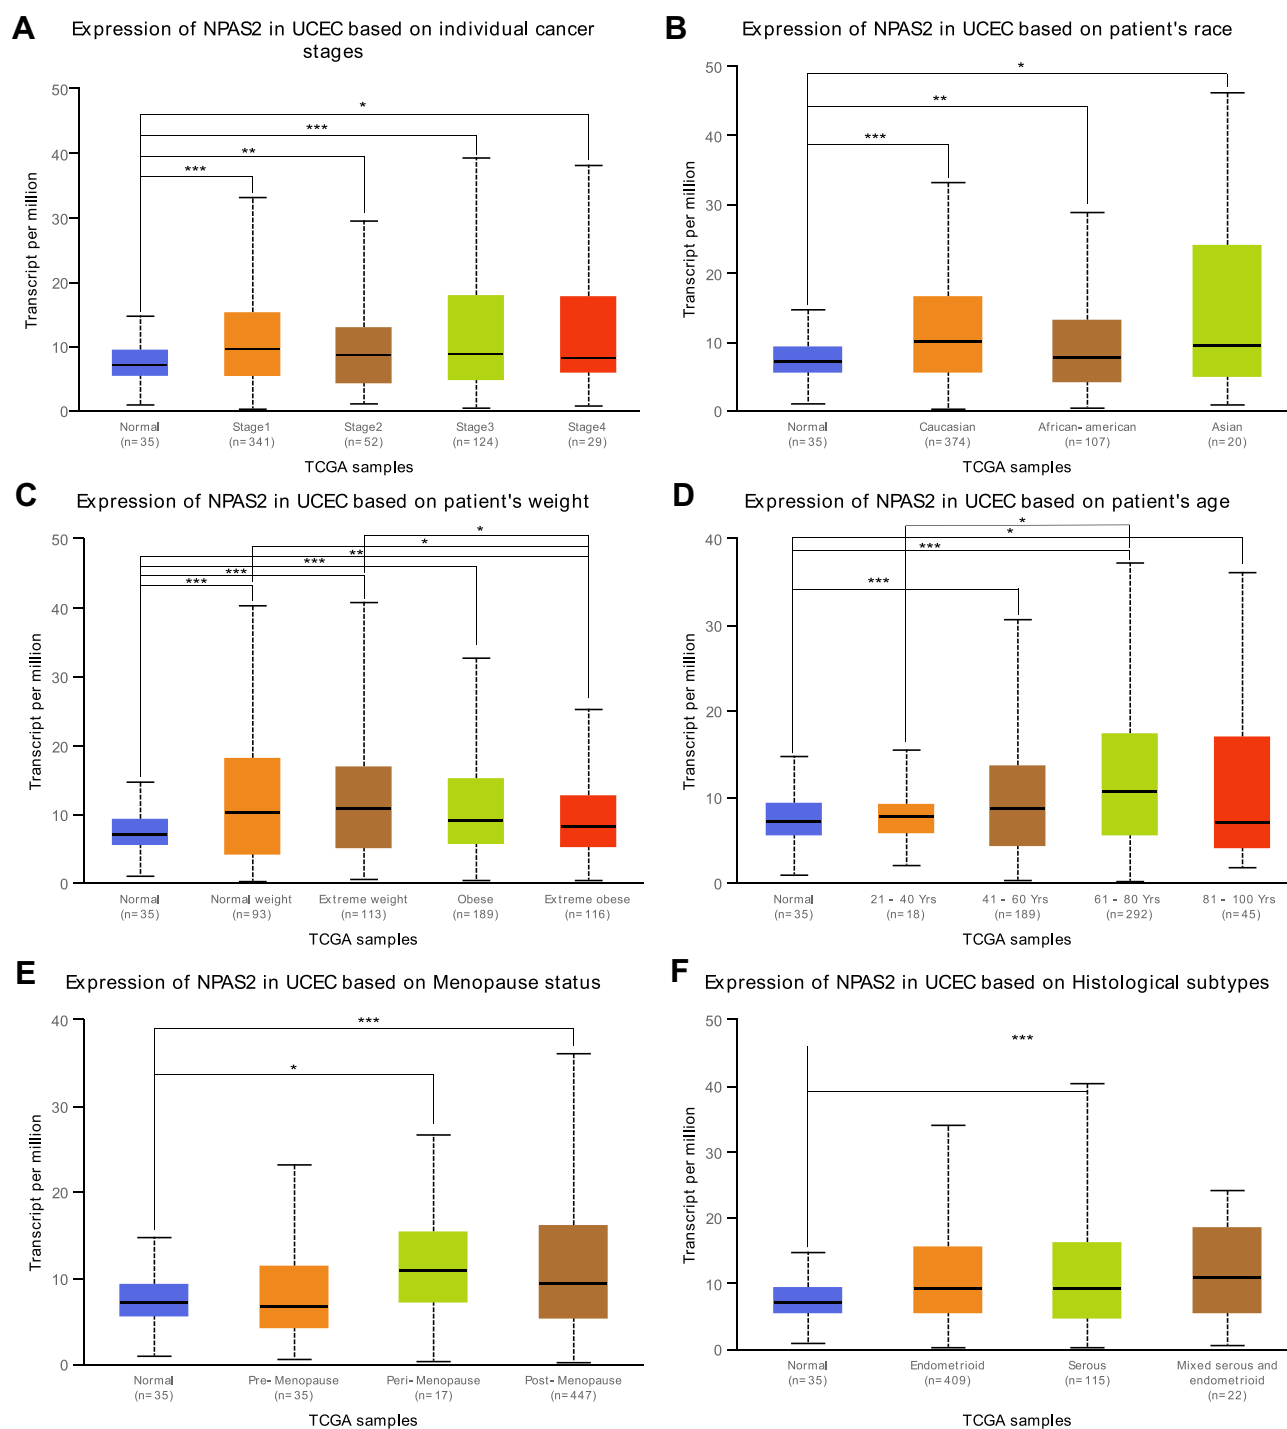 A
Expression of NPAS2 in UCEC based on individual cancer
stages
Transcript per million
50
40
30
20
10
0
*
***
**
***
Normal
(n=35)
Stage1
(n=341)
Stage2
(n=52)
Stage3
(n=124)
Stage4
(n=29)
TCGA samples
B
Expression of NPAS2 in UCEC based on patient's race
Transcript per million
50
40
30
20
10
0
*
**
***
Normal
(n=35)
Caucasian
(n=374)
African-american
(n=107)
Asian
(n=20)
TCGA samples
C
Expression of NPAS2 in UCEC based on patient's weight
Transcript per million
50
40
30
20
10
0
*
*
**
***
***
***
Normal
(n=35)
Normal weight
(n=93)
Extreme weight
(n=113)
Obese
(n=189)
Extreme obese
(n=116)
TCGA samples
D
Expression of NPAS2 in UCEC based on patient's age
Transcript per million
40
30
20
10
0
*
*
***
***
Normal
(n=35)
21 - 40 Yrs
(n=18)
41 - 60 Yrs
(n=189)
61 - 80 Yrs
(n=292)
81 - 100 Yrs
(n=45)
TCGA samples
E
Expression of NPAS2 in UCEC based on Menopause status
Transcript per million
40
30
20
10
0
***
*
Normal
(n=35)
Pre-Menopause
(n=35)
Peri-Menopause
(n=17)
Post-Menopause
(n=447)
TCGA samples
F
Expression of NPAS2 in UCEC based on Histological subtypes
Transcript per million
50
40
30
20
10
0
***
Normal
(n=35)
Endometrioid
(n=409)
Serous
(n=115)
Mixed serous and
endometrioid
(n=22)
TCGA samples